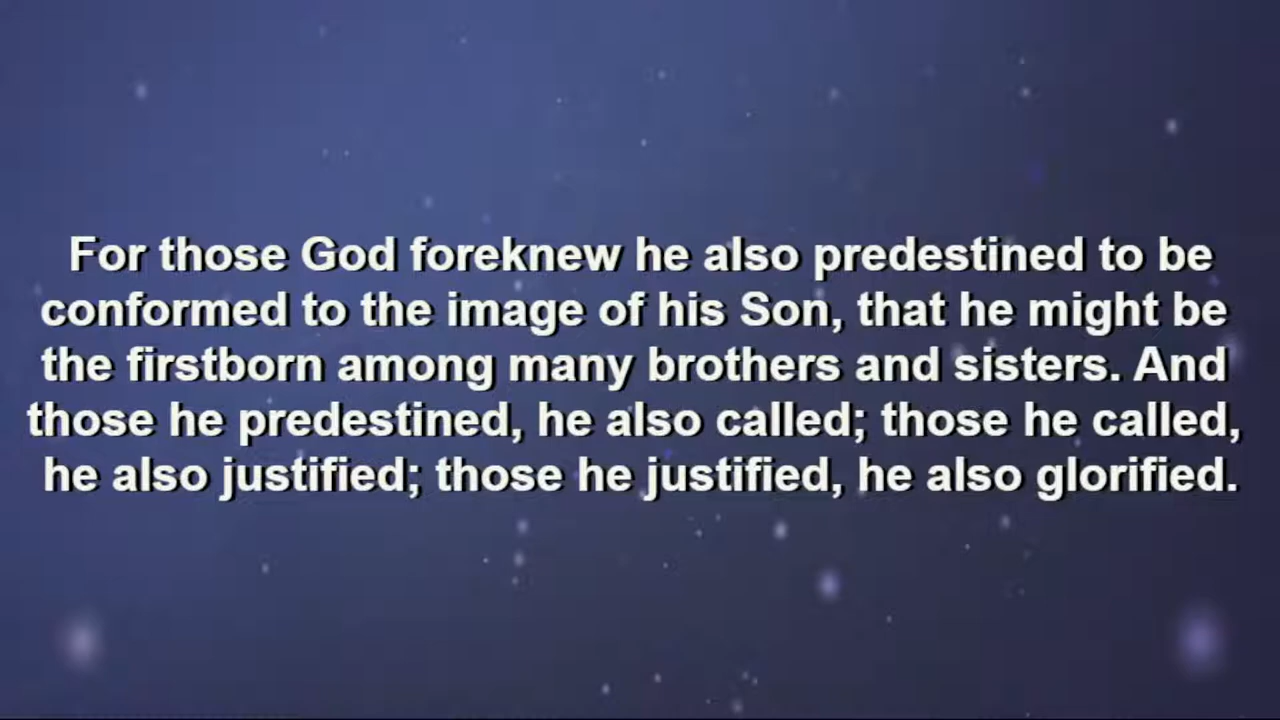 For those God foreknew he also predestined to be
conformed to the image of his Son, that he might be
the firstborn among many brothers and sisters. And
those he predestined, he also called; those he called,
he also justified; those he justified, he also glorified.